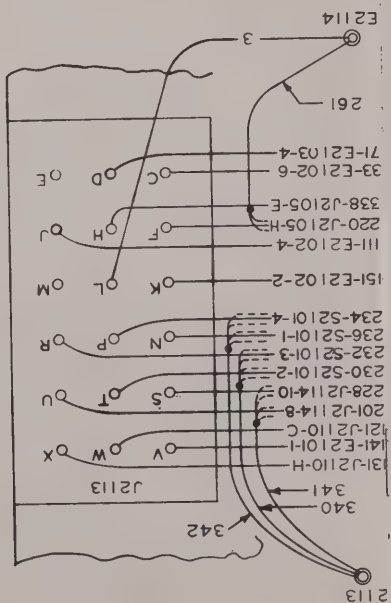 2113
342
340
341
J2113
131-J2110-H
141-E2101-1
121-J2110-C
V W X
201-J2114-8
228-J2114-10
S T U
230-S2101-2
232-S2101-3
236-S2101-1
N P R
234-S2101-4
151-E2102-2
K L M
111-E2102-4
220-J2105-H
F H J
338-J2105-E
33-E2102-6
C D E
71-E2103-4
261
3
E2114